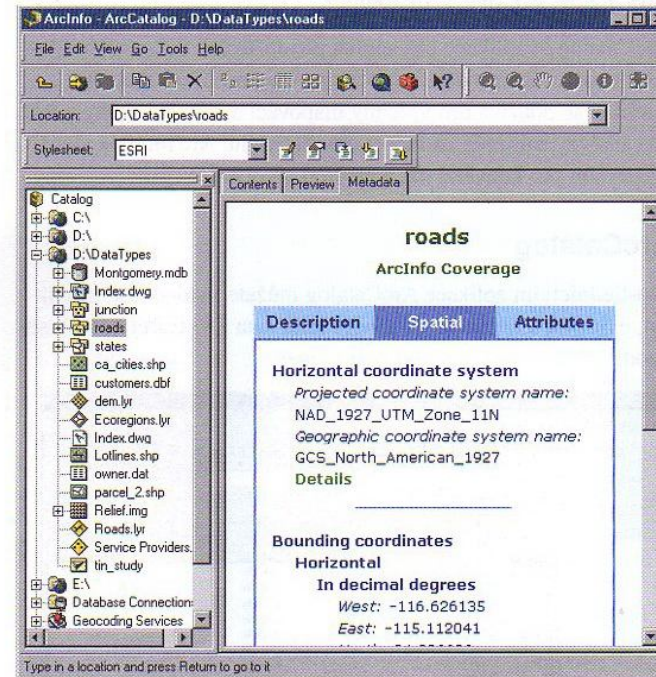 ArcInfo - ArcCatalog - D:\DataTypes\roads
File Edit View Go Tools Help
Location: D:\DataTypes\roads
Stylesheet: ESRI
Contents Preview Metadata
Catalog
C:\
D:\
D:\DataTypes
Montgomery.mdb
Index.dwg
junction
roads
states
ca_cities.shp
customers.dbf
dem.lyr
Ecoregions.lyr
Index.dwg
Lotlines.shp
owner.dat
parcel_2.shp
Relief.img
Roads.lyr
Service Providers.
tin_study
E:\
Database Connection:
Geocoding Services
roads
ArcInfo Coverage
Description Spatial Attributes
Horizontal coordinate system
Projected coordinate system name:
NAD_1927_UTM_Zone_11N
Geographic coordinate system name:
GCS_North_American_1927
Details
Bounding coordinates
Horizontal
In decimal degrees
West: -116.626135
East: -115.112041
Type in a location and press Return to go to it